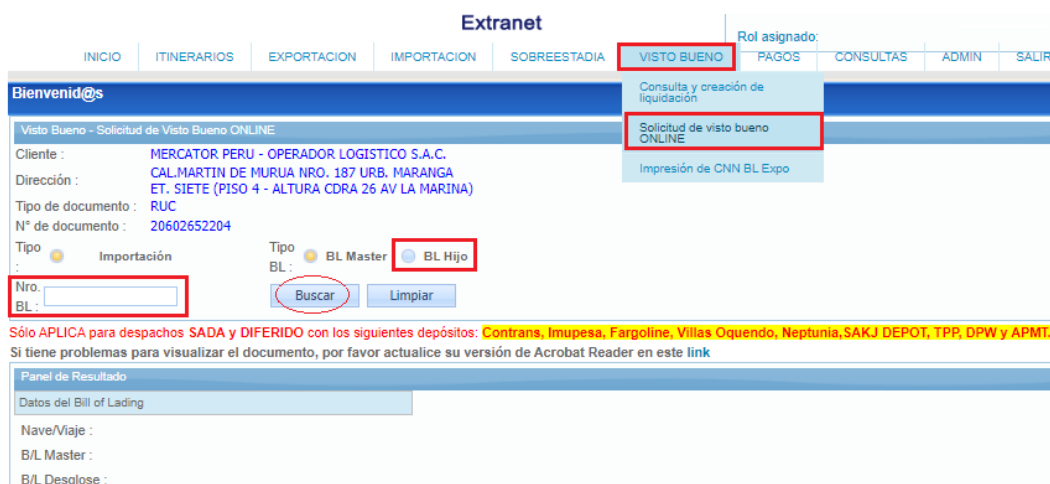 Extranet
Rol asignado:
INICIO ITINERARIOS EXPORTACION IMPORTACION SOBREESTADIA VISTO BUENO PAGOS CONSULTAS ADMIN SALIR
Bienvenid@s
Consulta y creación de
liquidación
Solicitud de visto bueno
ONLINE
Impresión de CNN BL Expo
Visto Bueno - Solicitud de Visto Bueno ONLINE
Cliente : MERCATOR PERU - OPERADOR LOGISTICO S.A.C.
Dirección : CAL.MARTIN DE MURUA NRO. 187 URB. MARANGA
ET. SIETE (PISO 4 - ALTURA CDRA 26 AV LA MARINA)
Tipo de documento : RUC
N° de documento : 20602652204
Tipo : Importación Tipo BL : BL Master BL Hijo
Nro. BL : Buscar Limpiar
Sólo APLICA para despachos SADA y DIFERIDO con los siguientes depósitos: Contrans, Imupesa, Fargoline, Villas Oquendo, Neptunia,SAKJ DEPOT, TPP, DPW y APMT.
Si tiene problemas para visualizar el documento, por favor actualice su versión de Acrobat Reader en este link
Panel de Resultado
Datos del Bill of Lading
Nave/Viaje :
B/L Master :
B/L Desglose :